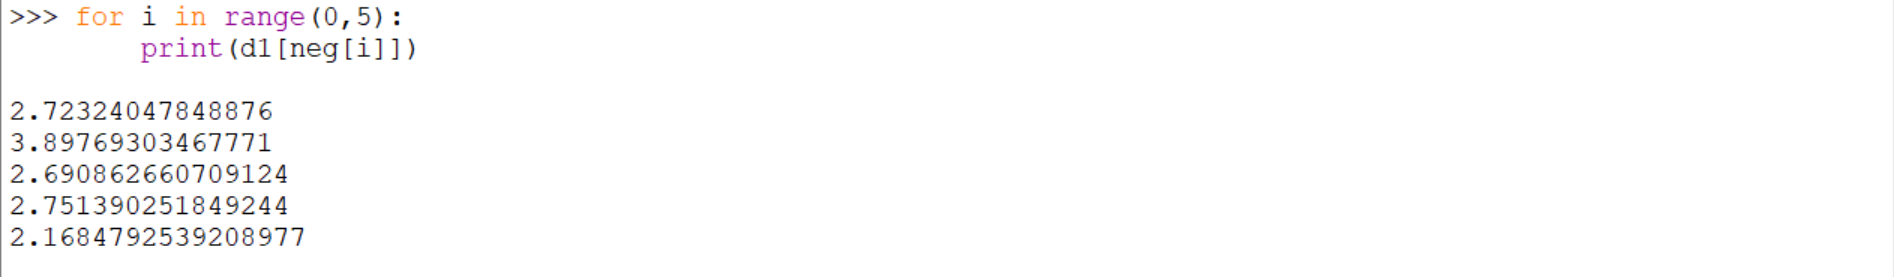 >>> for i in range(0,5):
        print(d1[neg[i]])
2.72324047848876
3.89769303467771
2.690862660709124
2.751390251849244
2.1684792539208977